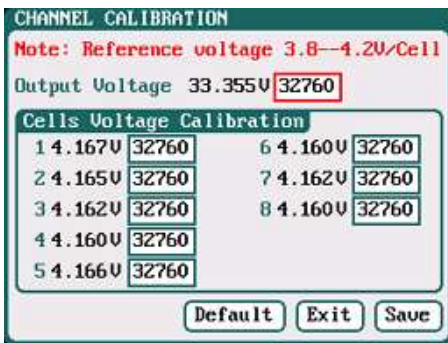 CHANNEL CALIBRATION
Note: Reference voltage 3.8--4.2V/Cell
Output Voltage 33.355V 32760
Cells Voltage Calibration
1 4.167V 32760 6 4.160V 32760
2 4.165V 32760 7 4.162V 32760
3 4.162V 32760 8 4.160V 32760
4 4.160V 32760
5 4.166V 32760
Default Exit Save